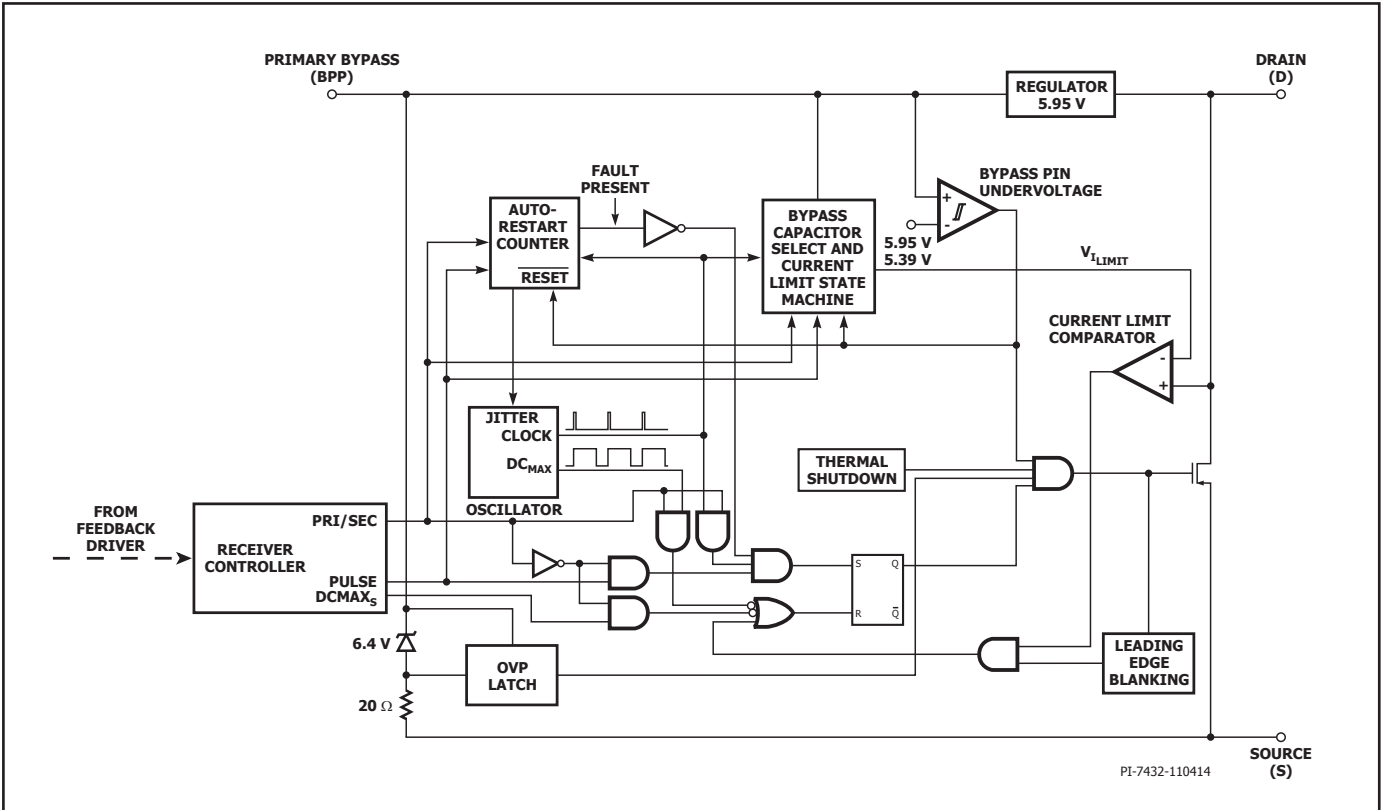 PRIMARY BYPASS
(BPP)
DRAIN
(D)
REGULATOR
5.95 V
FAULT
PRESENT
BYPASS PIN
UNDERVOLTAGE
AUTO-
RESTART
COUNTER
RESET
BYPASS
CAPACITOR
SELECT AND
CURRENT
LIMIT STATE
MACHINE
+
-
5.95 V
5.39 V
VILIMIT
CURRENT LIMIT
COMPARATOR
-
+
JITTER
CLOCK
DCMAX
OSCILLATOR
THERMAL
SHUTDOWN
FROM
FEEDBACK
DRIVER
RECEIVER
CONTROLLER
PRI/SEC
PULSE
DCMAXS
S Q
R Q̅
6.4 V
OVP
LATCH
20 Ω
LEADING
EDGE
BLANKING
SOURCE
(S)
PI-7432-110414